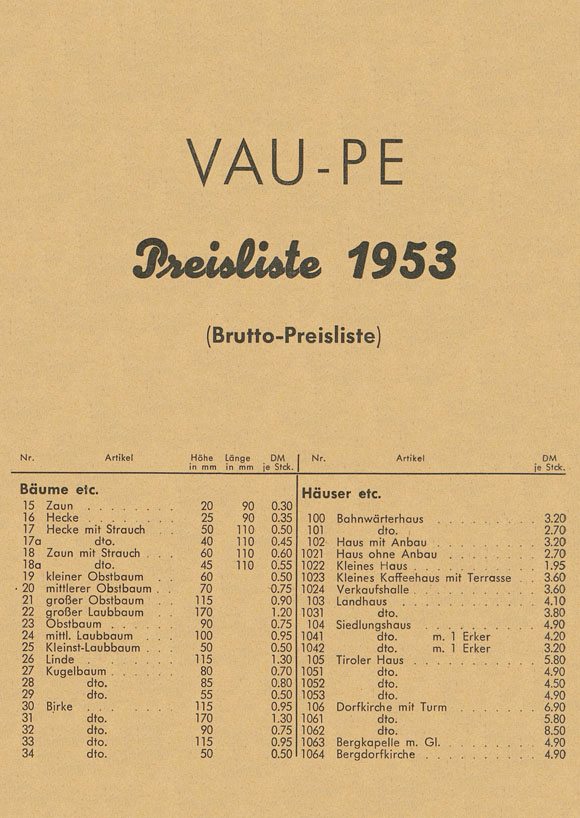 VAU-PE
Preisliste 1953
(Brutto-Preisliste)
Nr. Artikel Höhe in mm Länge in mm DM je Stck.
Bäume etc.
15 Zaun . . . . . . . . . 20 90 0.30
16 Hecke . . . . . . . . 25 90 0.35
17 Hecke mit Strauch 50 110 0.50
17a dto. 40 110 0.45
18 Zaun mit Strauch . . . 60 110 0.60
18a dto. 45 110 0.55
19 kleiner Obstbaum . . 60 0.50
20 mittlerer Obstbaum . 70 0.75
21 großer Obstbaum . . 115 0.90
22 großer Laubbaum 170 1.20
23 Obstbaum . . . . . 90 0.75
24 mittl. Laubbaum . . . 100 0.95
25 Kleinst-Laubbaum . . 50 0.50
26 Linde . . . . . . . . 115 1.30
27 Kugelbaum . . . . . 80 0.70
28 dto. 85 0.80
29 dto. 55 0.50
30 Birke . . . . . . . . 115 0.95
31 dto. 170 1.30
32 dto. 90 0.75
33 dto. 115 0.95
34 dto. 50 0.50
Nr. Artikel DM je Stck.
Häuser etc.
100 Bahnwärterhaus . . . . . . . . . 3.20
101 dto. 2.70
102 Haus mit Anbau . . . . . . . . . 3.20
1021 Haus ohne Anbau . . . . . . . . 2.70
1022 Kleines Haus . . . . . . . . . . 1.95
1023 Kleines Kaffeehaus mit Terrasse . . 3.60
1024 Verkaufshalle . . . . . . . . . . 3.60
103 Landhaus . . . . . . . . . . . . 4.10
1031 dto. 3.80
104 Siedlungshaus . . . . . . . . . . 4.90
1041 dto. m. 1 Erker 4.20
1042 dto. m. 1 Erker 3.20
105 Tiroler Haus . . . . . . . . . . 5.80
1051 dto. 4.90
1052 dto. 4.50
1053 dto. 4.90
106 Dorfkirche mit Turm . . . . . . . 6.90
1061 dto. 5.80
1062 dto. 8.50
1063 Bergkapelle m. Gl. . . . . . . . 4.90
1064 Bergdorfkirche . . . . . . . . . 4.90